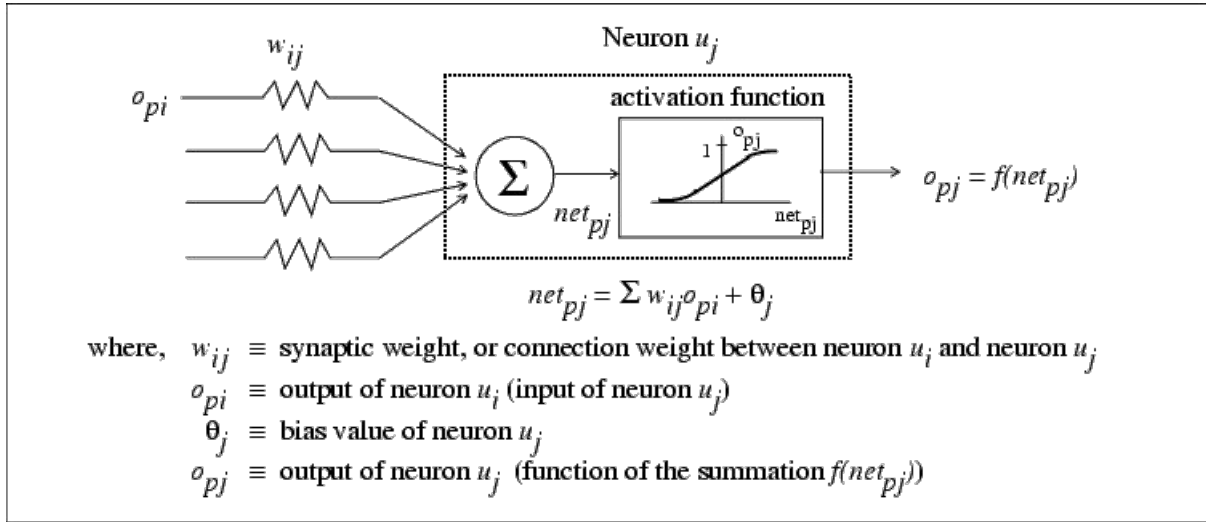 Neuron u_j
w_ij
activation function
o_pi
1
o_pj
Σ
net_pj
net_pj
o_pj = f(net_pj)
net_pj = Σ w_ij o_pi + θ_j
where, w_ij ≡ synaptic weight, or connection weight between neuron u_i and neuron u_j
o_pi ≡ output of neuron u_i (input of neuron u_j)
θ_j ≡ bias value of neuron u_j
o_pj ≡ output of neuron u_j (function of the summation f(net_pj))